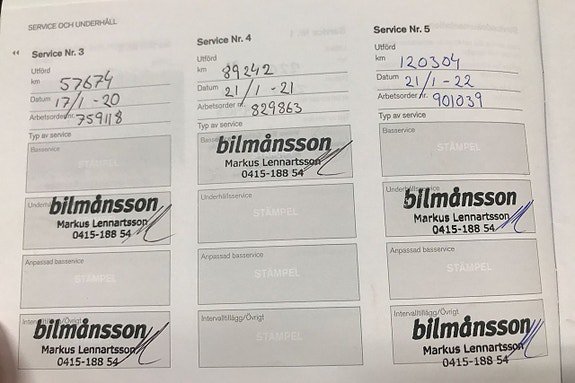 SERVICE OCH UNDERHÅLL
Service Nr. 3
Utförd
km 57674
Datum 17/1 - 20
Arbetsorder nr. 759118
Typ av service
Basservice
STÄMPEL
Underhållsservice
bilmånsson
Markus Lennartsson
0415-188 54
Anpassad basservice
STÄMPEL
Intervalltillägg/Övrigt
bilmånsson
Markus Lennartsson
0415-188 54
Service Nr. 4
Utförd
km 89242
Datum 21/1 - 21
Arbetsorder nr. 829863
Typ av service
bilmånsson
Markus Lennartsson
0415-188 54
Underhållsservice
STÄMPEL
Anpassad basservice
STÄMPEL
Intervalltillägg/Övrigt
STÄMPEL
Service Nr. 5
Utförd
km 120304
Datum 21/1 - 22
Arbetsorder nr. 901039
Typ av service
Basservice
STÄMPEL
Underhållsservice
bilmånsson
Markus Lennartsson
0415-188 54
Anpassad basservice
STÄMPEL
Intervalltillägg/Övrigt
bilmånsson
Markus Lennartsson
0415-188 54